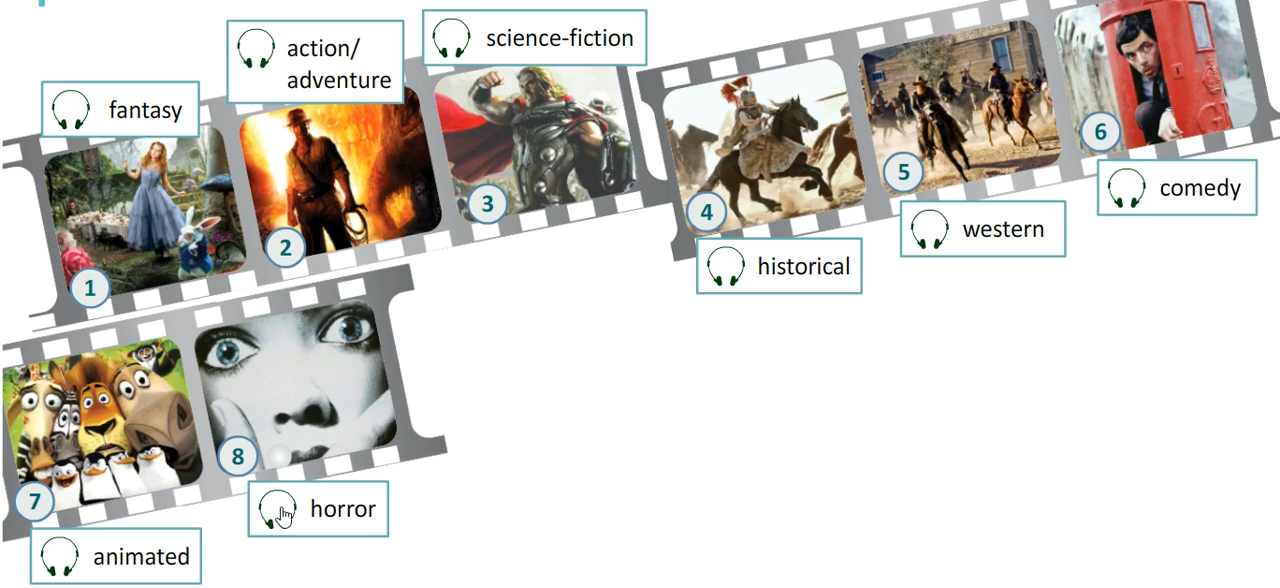 fantasy
action/
adventure
science-fiction
1
2
3
4
5
6
historical
western
comedy
7
8
animated
horror